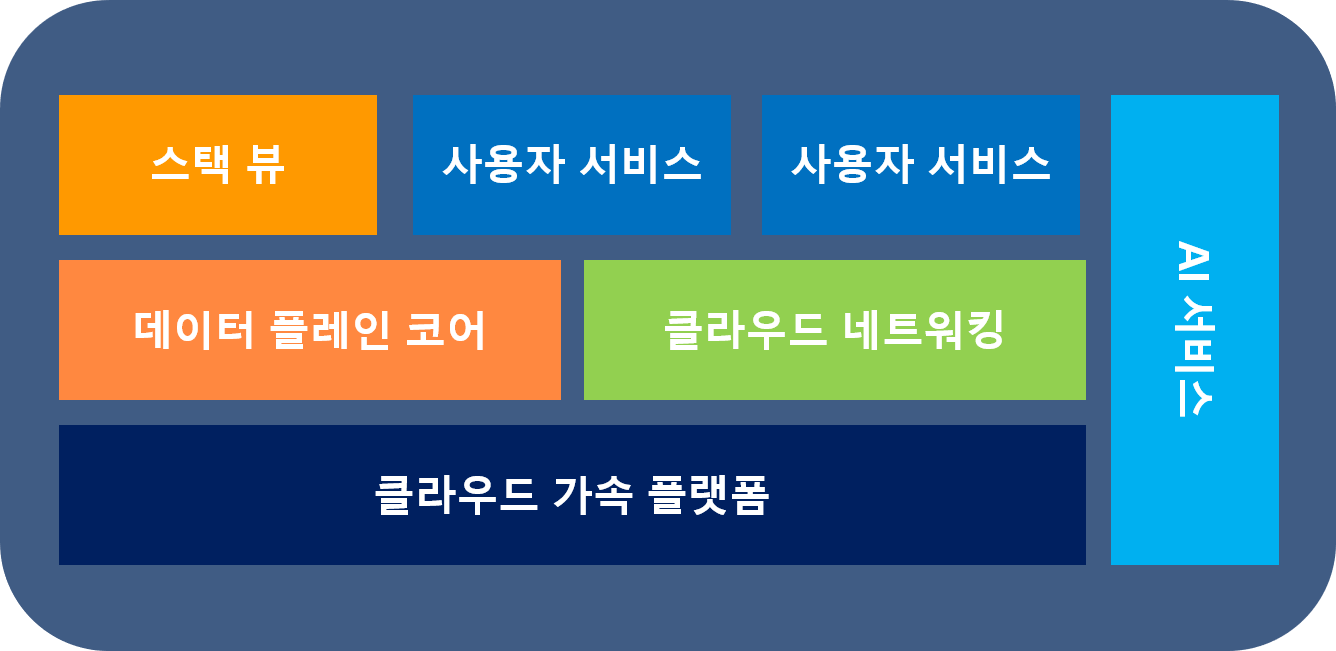 스택 뷰
사용자 서비스
사용자 서비스
데이터 플레인 코어
클라우드 네트워킹
클라우드 가속 플랫폼
AI 서비스